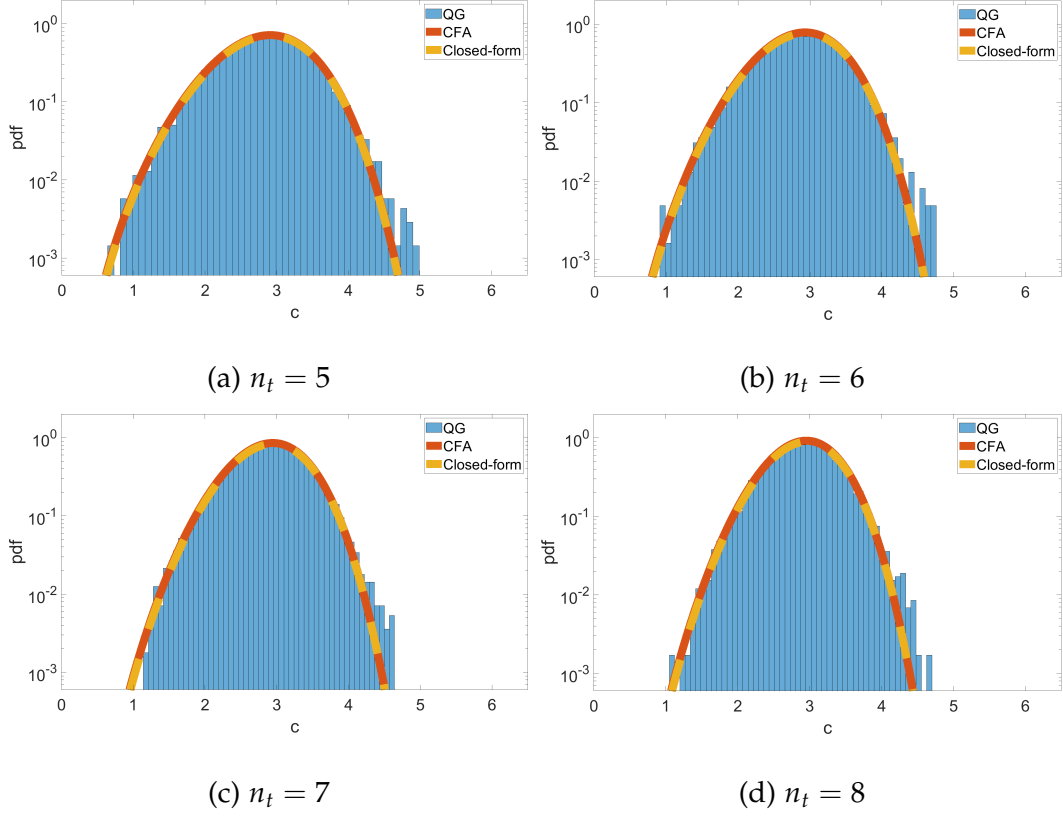 10^0
10^-1
10^-2
10^-3
pdf
QG
CFA
Closed-form
0 1 2 3 4 5 6
c
(a) n_t = 5
10^0
10^-1
10^-2
10^-3
pdf
QG
CFA
Closed-form
0 1 2 3 4 5 6
c
(b) n_t = 6
10^0
10^-1
10^-2
10^-3
pdf
QG
CFA
Closed-form
0 1 2 3 4 5 6
c
(c) n_t = 7
10^0
10^-1
10^-2
10^-3
pdf
QG
CFA
Closed-form
0 1 2 3 4 5 6
c
(d) n_t = 8